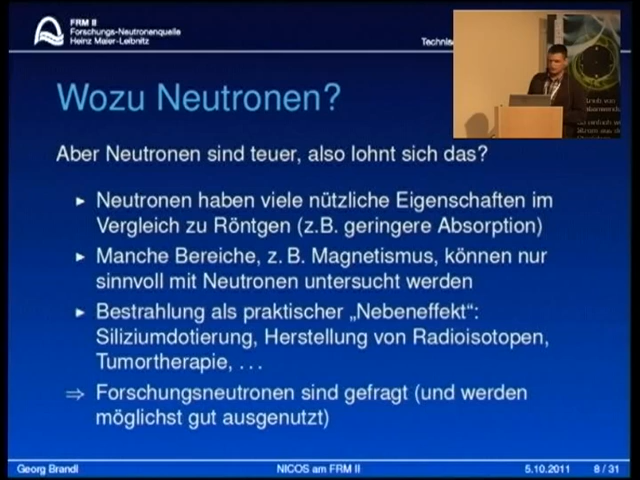 FRM II
Forschungs-Neutronenquelle
Heinz Maier-Leibnitz
Technisc
Wozu Neutronen?
Aber Neutronen sind teuer, also lohnt sich das?
▸ Neutronen haben viele nützliche Eigenschaften im
Vergleich zu Röntgen (z.B. geringere Absorption)
▸ Manche Bereiche, z. B. Magnetismus, können nur
sinnvoll mit Neutronen untersucht werden
▸ Bestrahlung als praktischer „Nebeneffekt“:
Siliziumdotierung, Herstellung von Radioisotopen,
Tumortherapie, ...
⇒ Forschungsneutronen sind gefragt (und werden
möglichst gut ausgenutzt)
Georg Brandl
NICOS am FRM II
5.10.2011
8 / 31